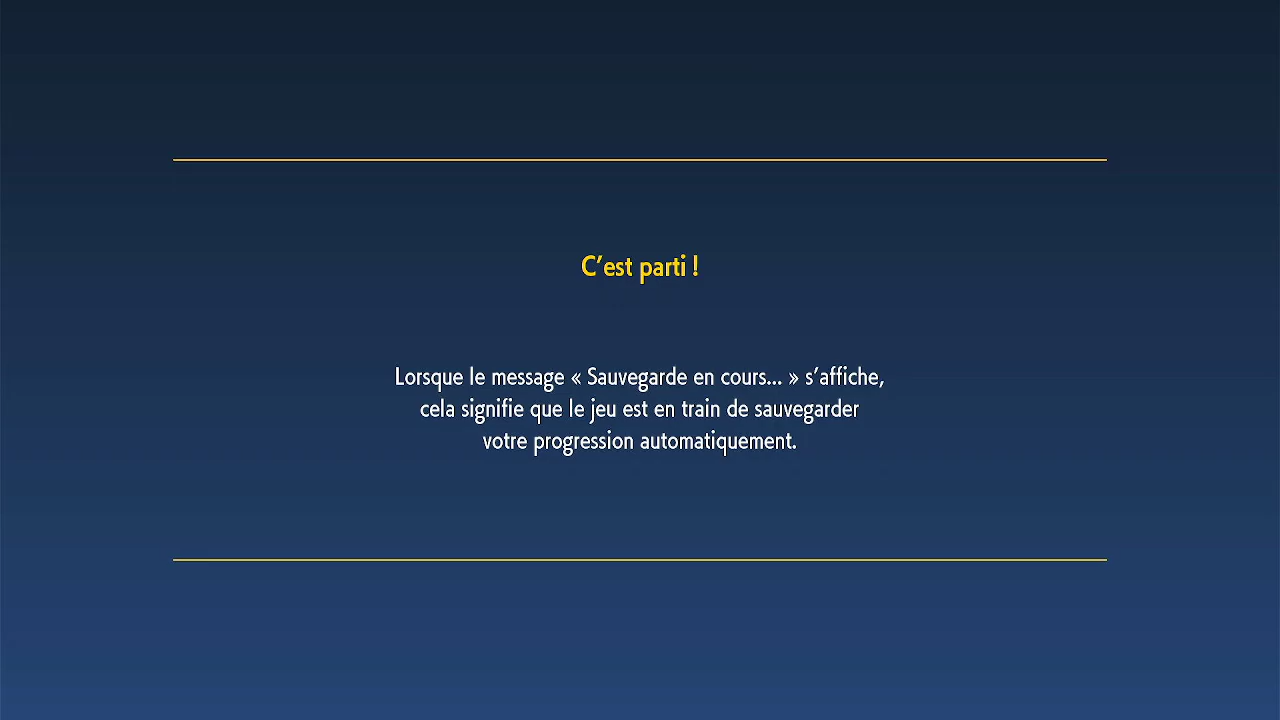 C’est parti !
Lorsque le message « Sauvegarde en cours... » s’affiche,
cela signifie que le jeu est en train de sauvegarder
votre progression automatiquement.